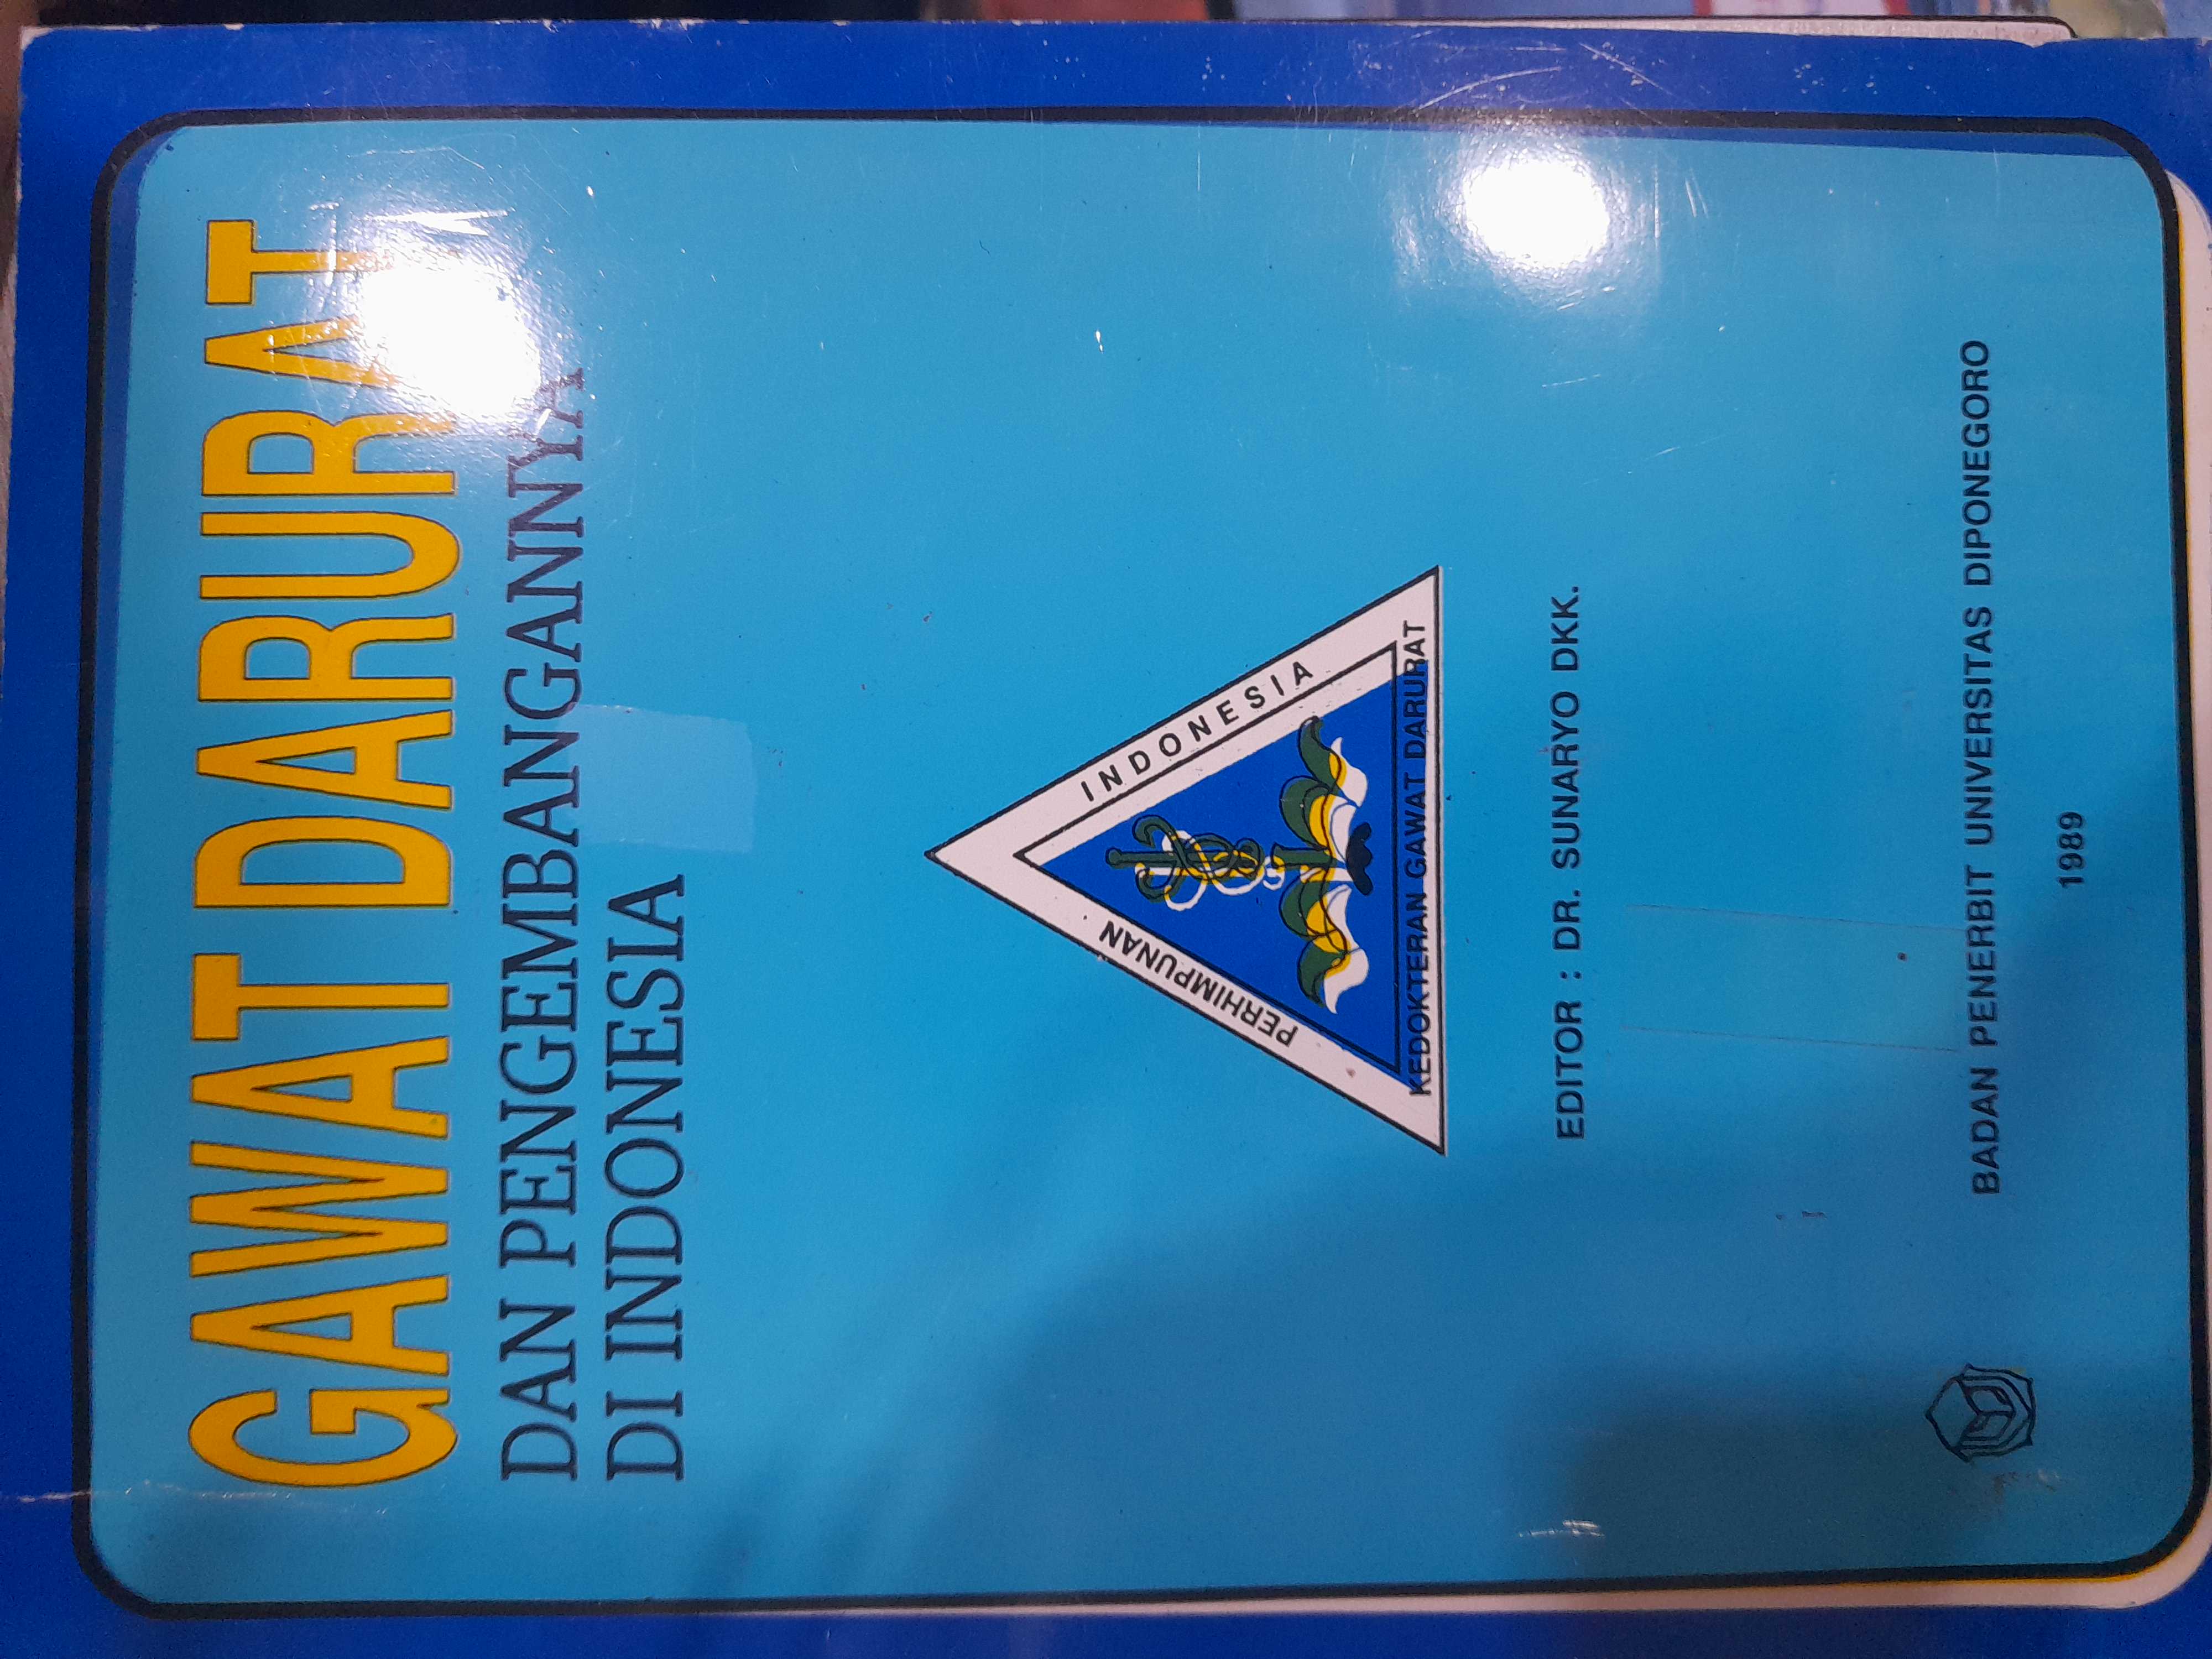 GAWAT DARURAT
DAN PENGEMBANGANNYA
DI INDONESIA
PERHIMPUNAN
INDONESIA
KEDOKTERAN GAWAT DARURAT
EDITOR : DR. SUNARYO DKK.
BADAN PENERBIT UNIVERSITAS DIPONEGORO
1989